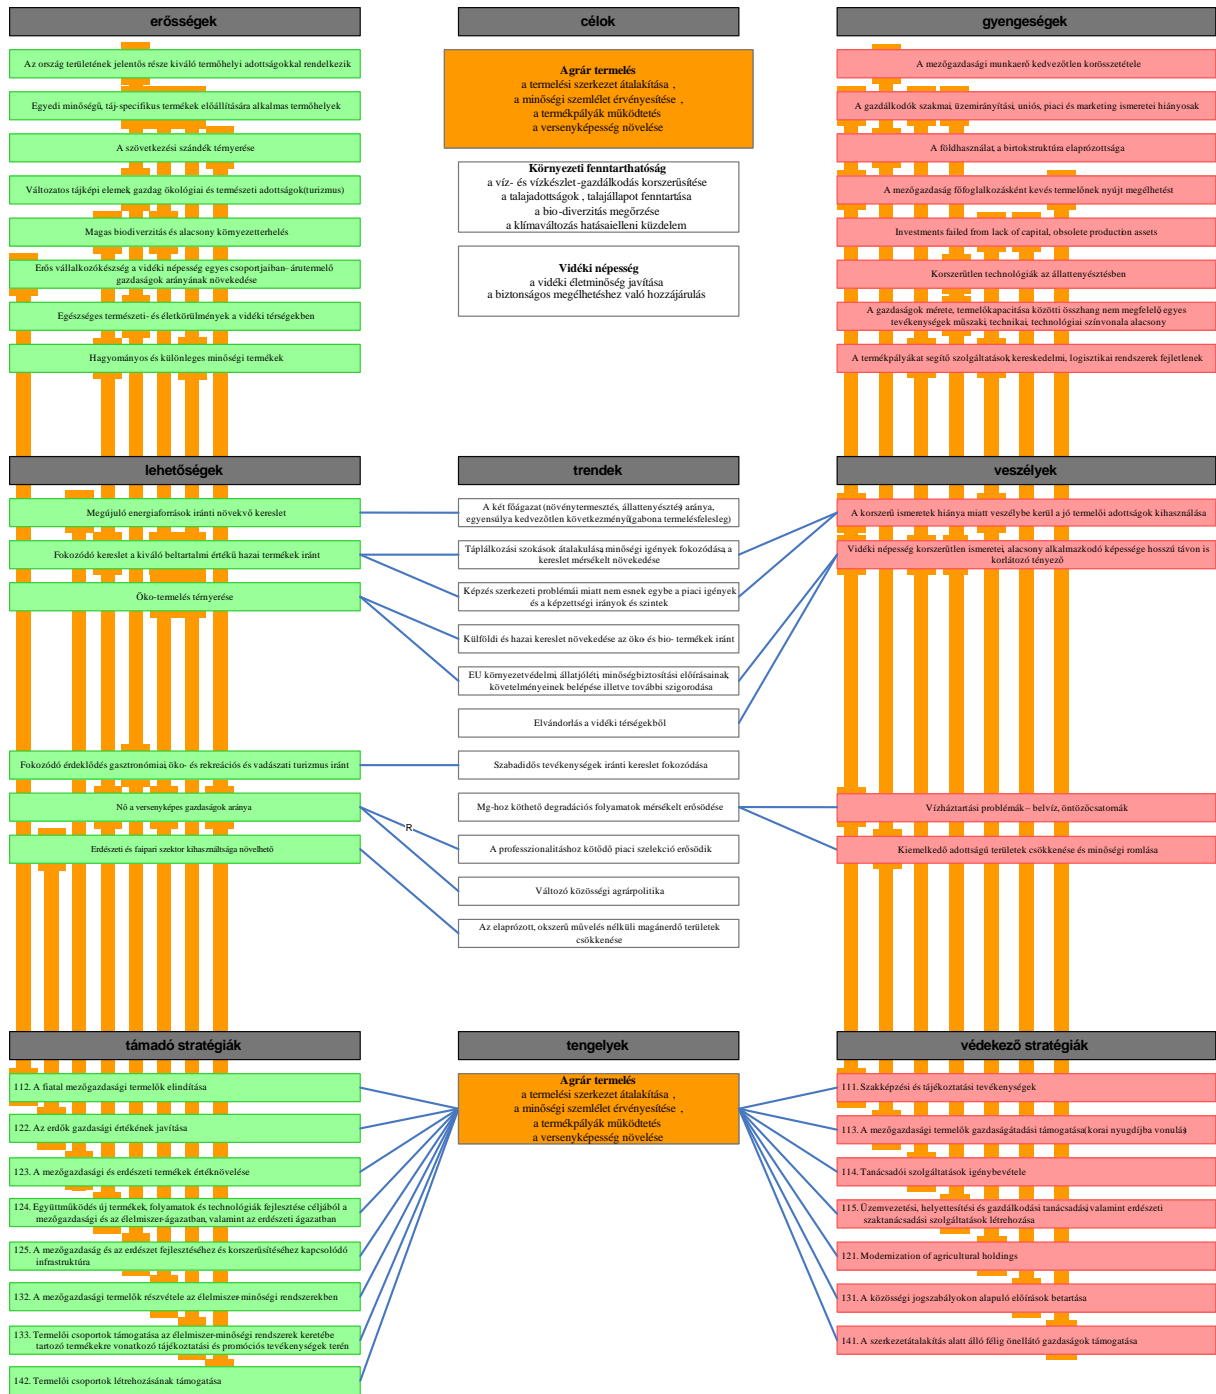 erősségek
Az ország területének jelentős része kiváló termőhelyi adottságokkal rendelkezik
Egyedi minőségű, táj-specifikus termékek előállítására alkalmas termőhelyek
A szövetkezési szándék térnyerése
Változatos tájképi elemek, gazdag ökológiai és természeti adottságok(turizmus)
Magas biodiverzitás és alacsony környezetterhelés
Erős vállalkozókészség a vidéki népesség egyes csoportjaiban- árutermelő
gazdaságok arányának növekedése
Egészséges természeti- és életkörülmények a vidéki térségekben
Hagyományos és különleges minőségi termékek
célok
Agrár termelés
a termelési szerkezet átalakítása ,
a minőségi szemlélet érvényesítése ,
a termékpályák működtetés
a versenyképesség növelése
Környezeti fenntarthatóság
a víz- és vízkészlet-gazdálkodás korszerűsítése
a talajadottságok , talajállapot fenntartása
a bio-diverzitás megőrzése
a klímaváltozás hatásaielleni küzdelem
Vidéki népesség
a vidéki életminőség javítása
a biztonságos megélhetéshez való hozzájárulás
gyengeségek
A mezőgazdasági munkaerő kedvezőtlen korösszetétele
A gazdálkodók szakmai, üzemirányítási, uniós, piaci és marketing ismeretei hiányosak
A földhasználat, a birtokstruktúra elaprózottsága
A mezőgazdaság főfoglalkozásként kevés termelőnek nyújt megélhetést
Investments failed from lack of capital, obsolete production assets
Korszerűtlen technológiák az állattenyésztésben
A gazdaságok mérete, termelőkapacitása közötti összhang nem megfelelő, egyes
tevékenységek műszaki, technikai, technológiai színvonala alacsony
A termékpályákat segítő szolgáltatások, kereskedelmi, logisztikai rendszerek fejletlenek
lehetőségek
Megújuló energiaforrások iránti növekvő kereslet
Fokozódó kereslet a kiváló beltartalmi értékű hazai termékek iránt
Öko-termelés térnyerése
Fokozódó érdeklődés gasztronómiai, öko- és rekreációs és vadászati turizmus iránt
Nő a versenyképes gazdaságok aránya
Erdészeti és faipari szektor kihasználtsága növelhető
trendek
A két főágazat (növénytermesztés, állattenyésztés) aránya,
egyensúlya kedvezőtlen következményű(gabona termelésfelesleg)
Táplálkozási szokások átalakulása, minőségi igények fokozódása, a
kereslet mérsékelt növekedése
Képzés szerkezeti problémái miatt nem esnek egybe a piaci igények
és a képzettségi irányok és szintek
Külföldi és hazai kereslet növekedése az öko- és bio- termékek iránt
EU környezetvédelmi, állatjóléti, minőségbiztosítási előírásainak,
követelményeinek belépése illetve további szigorodása
Elvándorlás a vidéki térségekből
Szabadidős tevékenységek iránti kereslet fokozódása
Mg-hoz köthető degradációs folyamatok mérsékelt erősödése
R
A professzionalitáshoz kötődő piaci szelekció erősödik
Változó közösségi agrárpolitika
Az elaprózott, okszerű művelés nélküli magánerdő területek
csökkenése
veszélyek
A korszerű ismeretek hiánya miatt veszélybe kerül a jó termelői adottságok kihasználása
Vidéki népesség korszerűtlen ismeretei, alacsony alkalmazkodó képessége hosszú távon is
korlátozó tényező
Vízháztartási problémák – belvíz, öntözőcsatornák
Kiemelkedő adottságú területek csökkenése és minőségi romlása
támadó stratégiák
112. A fiatal mezőgazdasági termelők elindítása
122. Az erdők gazdasági értékének javítása
123. A mezőgazdasági és erdészeti termékek értéknövelése
124. Együttműködés új termékek, folyamatok és technológiák fejlesztése céljából a
mezőgazdasági és az élelmiszer-ágazatban, valamint az erdészeti ágazatban
125. A mezőgazdaság és az erdészet fejlesztéséhez és korszerűsítéséhez kapcsolódó
infrastruktúra
132. A mezőgazdasági termelők részvétele az élelmiszer-minőségi rendszerekben
133. Termelői csoportok támogatása az élelmiszer-minőségi rendszerek keretébe
tartozó termékekre vonatkozó tájékoztatási és promóciós tevékenységek terén
142. Termelői csoportok létrehozásának támogatása
tengelyek
Agrár termelés
a termelési szerkezet átalakítása ,
a minőségi szemlélet érvényesítése ,
a termékpályák működtetés
a versenyképesség növelése
védekező stratégiák
111. Szakképzési és tájékoztatási tevékenységek
113. A mezőgazdasági termelők gazdaságátadási támogatása(korai nyugdíjba vonulás)
114. Tanácsadói szolgáltatások igénybevétele
115. Üzemvezetési, helyettesítési és gazdálkodási tanácsadási, valamint erdészeti
szaktanácsadási szolgáltatások létrehozása
121. Modernization of agricultural holdings
131. A közösségi jogszabályokon alapuló előírások betartása
141. A szerkezetátalakítás alatt álló félig önellátó gazdaságok támogatása